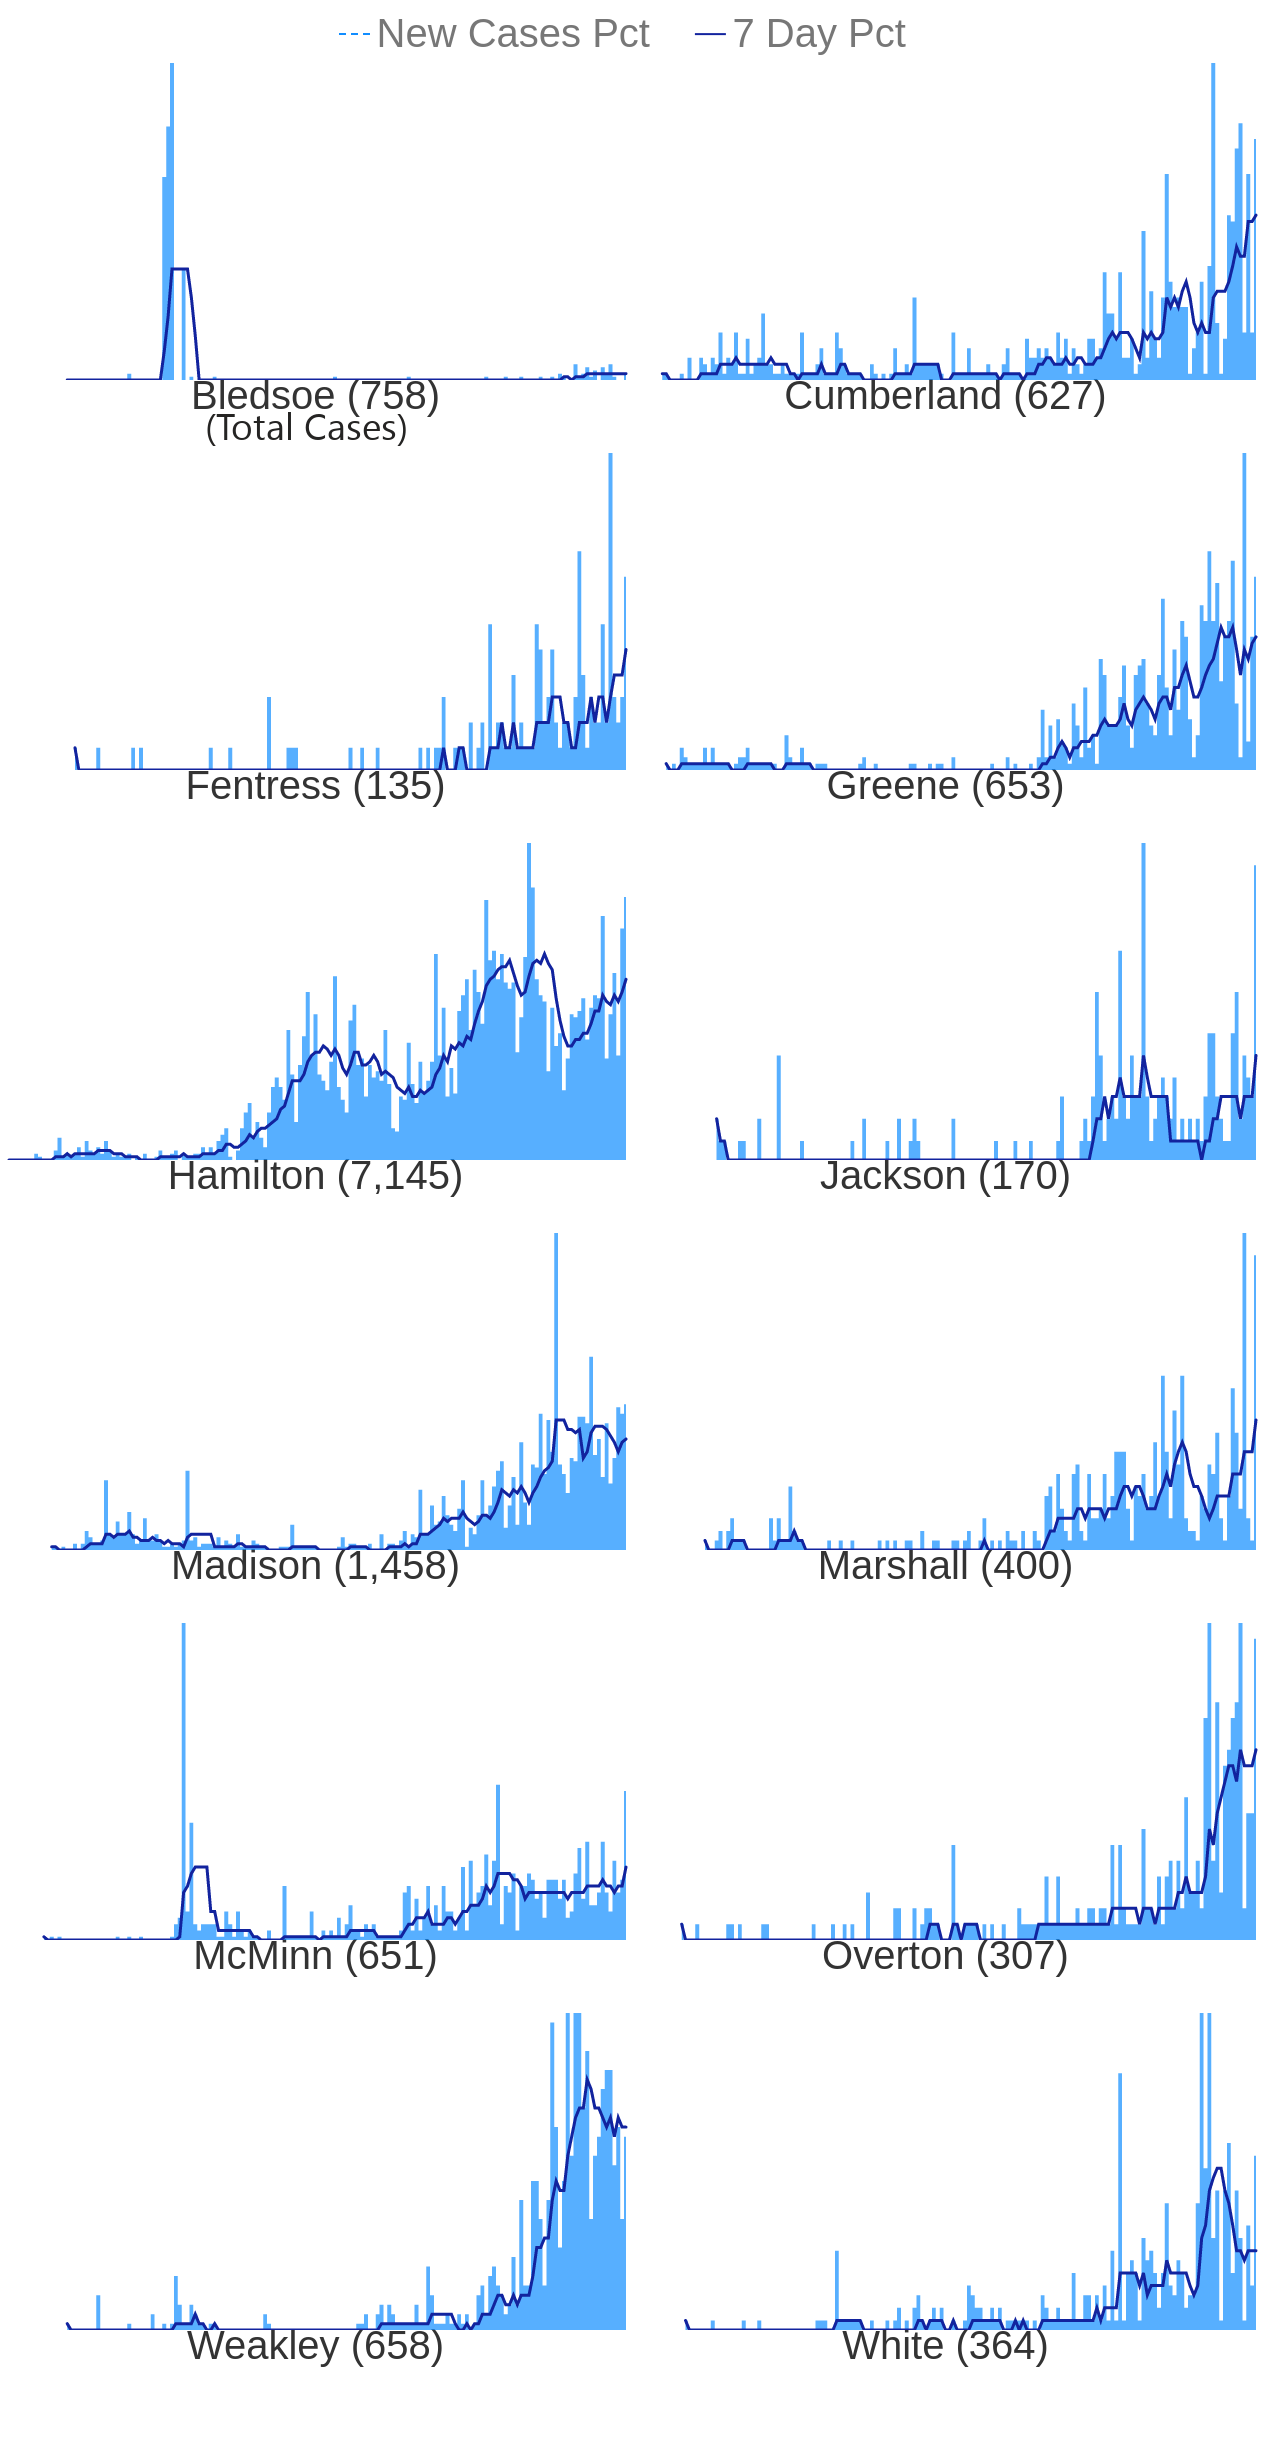 New Cases Pct 7 Day Pct
Bledsoe (758) Cumberland (627)
(Total Cases)
Fentress (135) Greene (653)
Hamilton (7,145) Jackson (170)
Madison (1,458) Marshall (400)
McMinn (651) Overton (307)
Weakley (658) White (364)